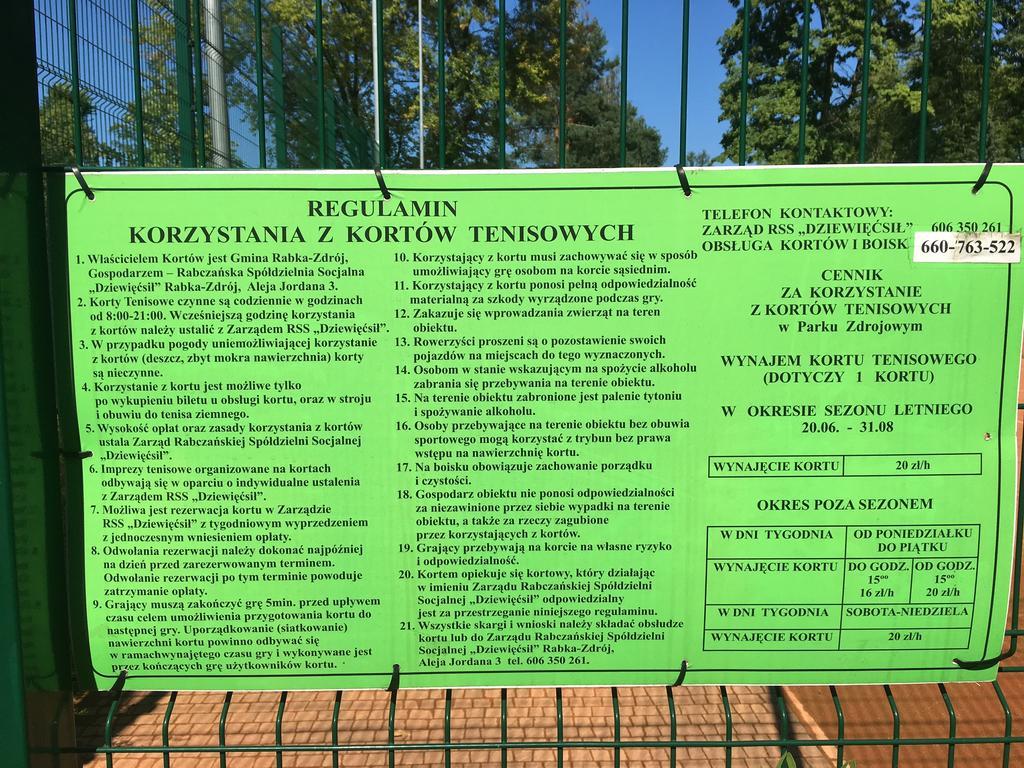 REGULAMIN
KORZYSTANIA Z KORTÓW TENISOWYCH
1. Właścicielem Kortów jest Gmina Rabka-Zdrój,
Gospodarzem – Rabczańska Spółdzielnia Socjalna
„Dziewięćsił” Rabka-Zdrój, Aleja Jordana 3.
2. Korty Tenisowe czynne są codziennie w godzinach
od 8:00-21:00. Wcześniejszą godzinę korzystania
z kortów należy ustalić z Zarządem RSS „Dziewięćsił”.
3. W przypadku pogody uniemożliwiającej korzystanie
z kortów (deszcz, zbyt mokra nawierzchnia) korty
są nieczynne.
4. Korzystanie z kortu jest możliwe tylko
po wykupieniu biletu u obsługi kortu, oraz w stroju
i obuwiu do tenisa ziemnego.
5. Wysokość opłat oraz zasady korzystania z kortów
ustala Zarząd Rabczańskiej Spółdzielni Socjalnej
„Dziewięćsił”.
6. Imprezy tenisowe organizowane na kortach
odbywają się w oparciu o indywidualne ustalenia
z Zarządem RSS „Dziewięćsił”.
7. Możliwa jest rezerwacja kortu w Zarządzie
RSS „Dziewięćsił” z tygodniowym wyprzedzeniem
z jednoczesnym wniesieniem opłaty.
8. Odwołania rezerwacji należy dokonać najpóźniej
na dzień przed zarezerwowanym terminem.
Odwołanie rezerwacji po tym terminie powoduje
zatrzymanie opłaty.
9. Grający muszą zakończyć grę 5min. przed upływem
czasu celem umożliwienia przygotowania kortu do
następnej gry. Uporządkowanie (siatkowanie)
nawierzchni kortu powinno odbywać się
w ramachwynajętego czasu gry i wykonywane jest
przez kończących grę użytkowników kortu.
10. Korzystający z kortu musi zachowywać się w sposób
umożliwiający grę osobom na korcie sąsiednim.
11. Korzystający z kortu ponosi pełną odpowiedzialność
materialną za szkody wyrządzone podczas gry.
12. Zakazuje się wprowadzania zwierząt na teren
obiektu.
13. Rowerzyści proszeni są o pozostawienie swoich
pojazdów na miejscach do tego wyznaczonych.
14. Osobom w stanie wskazującym na spożycie alkoholu
zabrania się przebywania na terenie obiektu.
15. Na terenie obiektu zabronione jest palenie tytoniu
i spożywanie alkoholu.
16. Osoby przebywające na terenie obiektu bez obuwia
sportowego mogą korzystać z trybun bez prawa
wstępu na nawierzchnię kortu.
17. Na boisku obowiązuje zachowanie porządku
i czystości.
18. Gospodarz obiektu nie ponosi odpowiedzialności
za niezawinione przez siebie wypadki na terenie
obiektu, a także za rzeczy zagubione
przez korzystających z kortów.
19. Grający przebywają na korcie na własne ryzyko
i odpowiedzialność.
20. Kortem opiekuje się kortowy, który działając
w imieniu Zarządu Rabczańskiej Spółdzielni
Socjalnej „Dziewięćsił” odpowiedzialny
jest za przestrzeganie niniejszego regulaminu.
21. Wszystkie skargi i wnioski należy składać obsłudze
kortu lub do Zarządu Rabczańskiej Spółdzielni
Socjalnej „Dziewięćsił” Rabka-Zdrój,
Aleja Jordana 3 tel. 606 350 261.
TELEFON KONTAKTOWY:
ZARZĄD RSS „DZIEWIĘĆSIŁ” 606 350 261
OBSŁUGA KORTÓW I BOISK 660-763-522
CENNIK
ZA KORZYSTANIE
Z KORTÓW TENISOWYCH
w Parku Zdrojowym
WYNAJEM KORTU TENISOWEGO
(DOTYCZY 1 KORTU)
W OKRESIE SEZONU LETNIEGO
20.06. - 31.08
WYNAJĘCIE KORTU 20 zł/h
OKRES POZA SEZONEM
W DNI TYGODNIA OD PONIEDZIAŁKU
DO PIĄTKU
WYNAJĘCIE KORTU DO GODZ. OD GODZ.
15⁰⁰ 15⁰⁰
16 zł/h 20 zł/h
W DNI TYGODNIA SOBOTA-NIEDZIELA
WYNAJĘCIE KORTU 20 zł/h